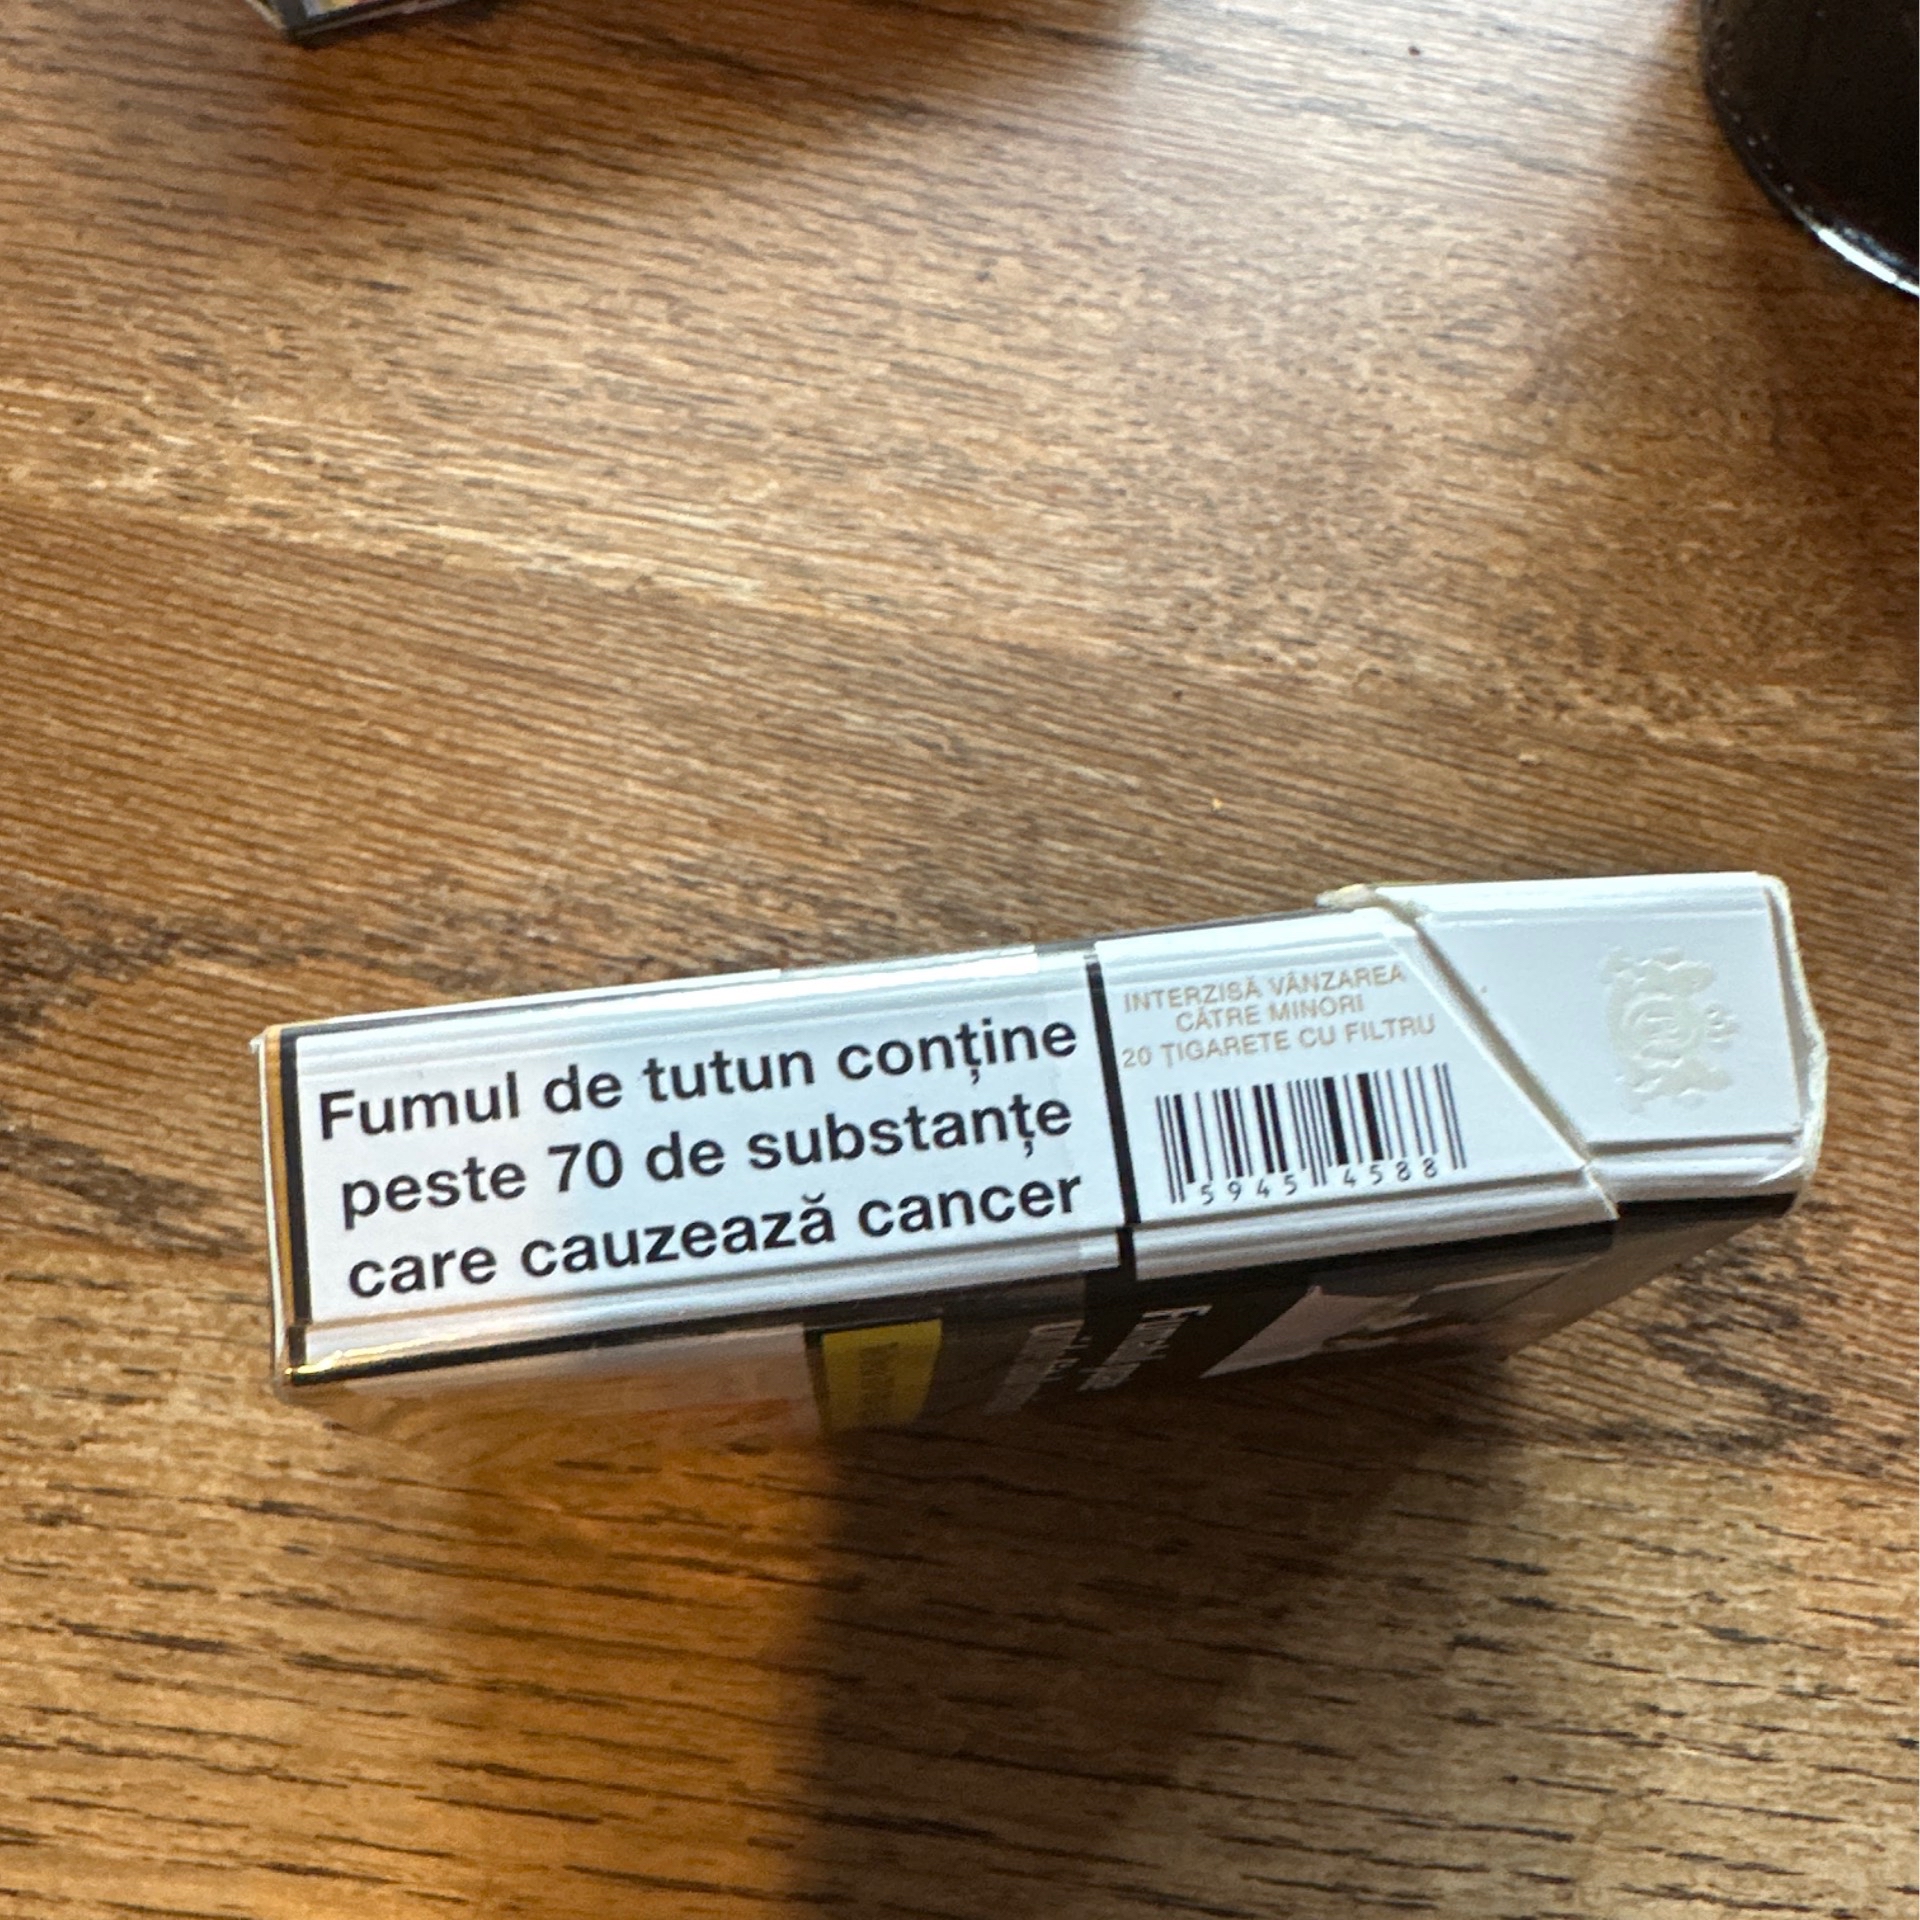 Fumul de tutun conține
peste 70 de substanțe
care cauzează cancer
INTERZISĂ VÂNZAREA
CĂTRE MINORI
20 ȚIGARETE CU FILTRU
5945 4588